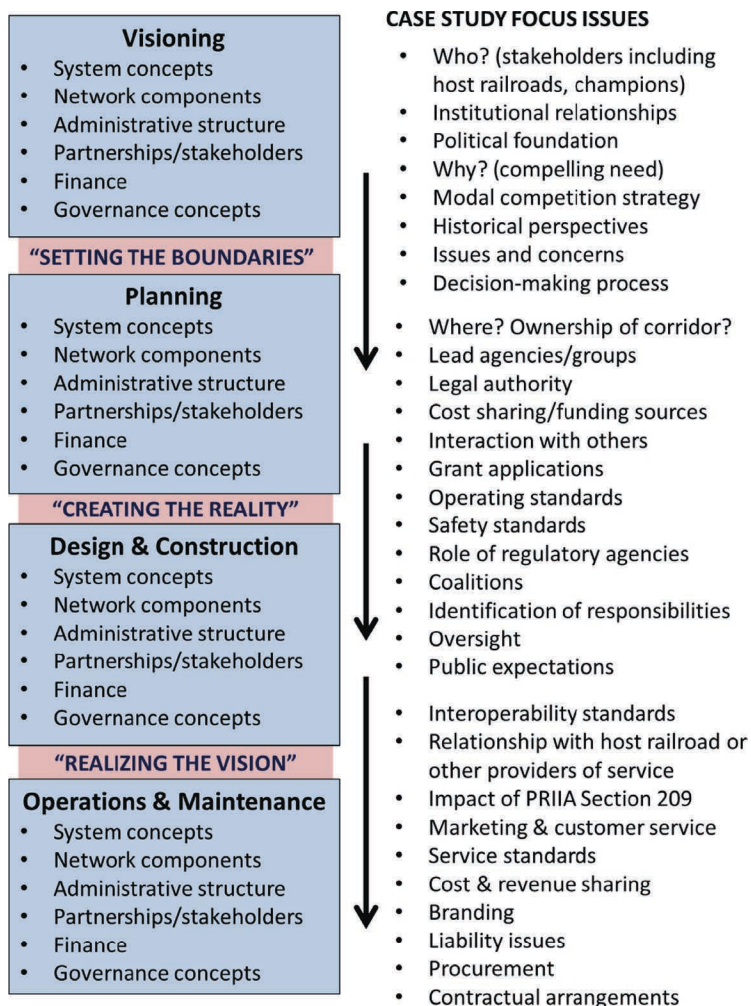 Visioning
• System concepts
• Network components
• Administrative structure
• Partnerships/stakeholders
• Finance
• Governance concepts
“SETTING THE BOUNDARIES”
Planning
• System concepts
• Network components
• Administrative structure
• Partnerships/stakeholders
• Finance
• Governance concepts
“CREATING THE REALITY”
Design & Construction
• System concepts
• Network components
• Administrative structure
• Partnerships/stakeholders
• Finance
• Governance concepts
“REALIZING THE VISION”
Operations & Maintenance
• System concepts
• Network components
• Administrative structure
• Partnerships/stakeholders
• Finance
• Governance concepts
CASE STUDY FOCUS ISSUES
• Who? (stakeholders including
host railroads, champions)
• Institutional relationships
• Political foundation
• Why? (compelling need)
• Modal competition strategy
• Historical perspectives
• Issues and concerns
• Decision-making process
• Where? Ownership of corridor?
• Lead agencies/groups
• Legal authority
• Cost sharing/funding sources
• Interaction with others
• Grant applications
• Operating standards
• Safety standards
• Role of regulatory agencies
• Coalitions
• Identification of responsibilities
• Oversight
• Public expectations
• Interoperability standards
• Relationship with host railroad or
other providers of service
• Impact of PRIIA Section 209
• Marketing & customer service
• Service standards
• Cost & revenue sharing
• Branding
• Liability issues
• Procurement
• Contractual arrangements